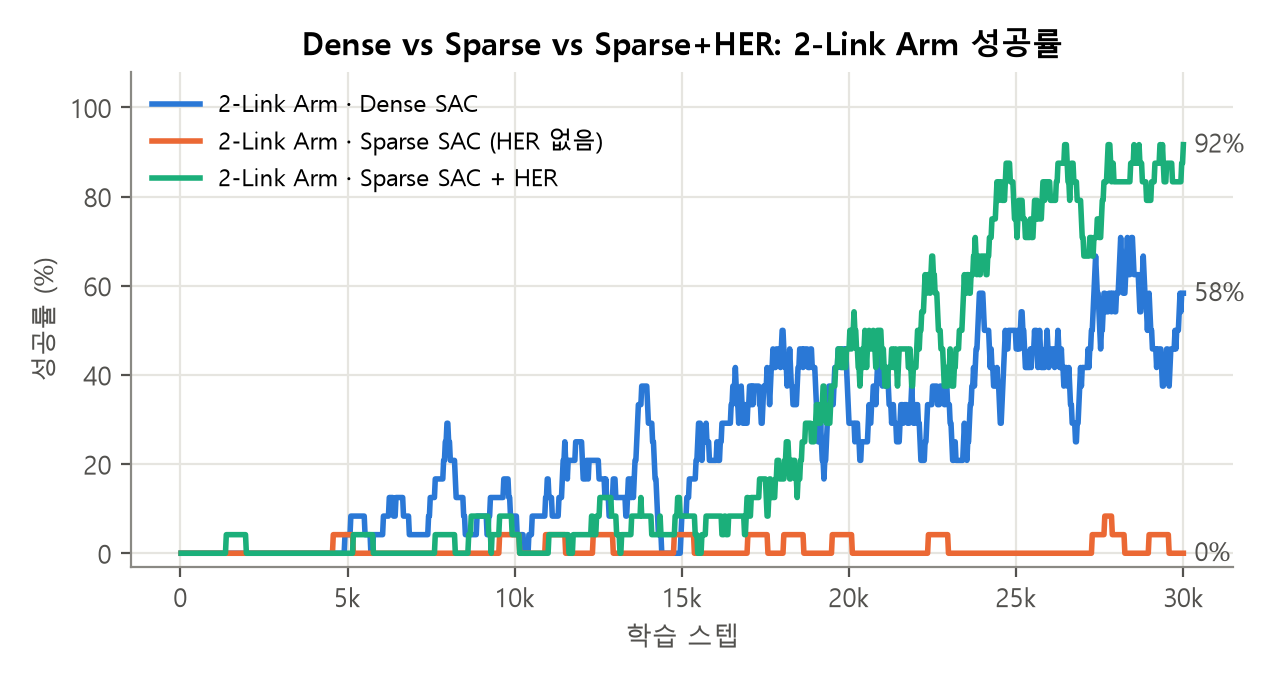 Dense vs Sparse vs Sparse+HER: 2-Link Arm 성공률
2-Link Arm · Dense SAC
2-Link Arm · Sparse SAC (HER 없음)
2-Link Arm · Sparse SAC + HER
성공률 (%)
100
80
60
40
20
0
92%
58%
0%
0
5k
10k
15k
20k
25k
30k
학습 스텝